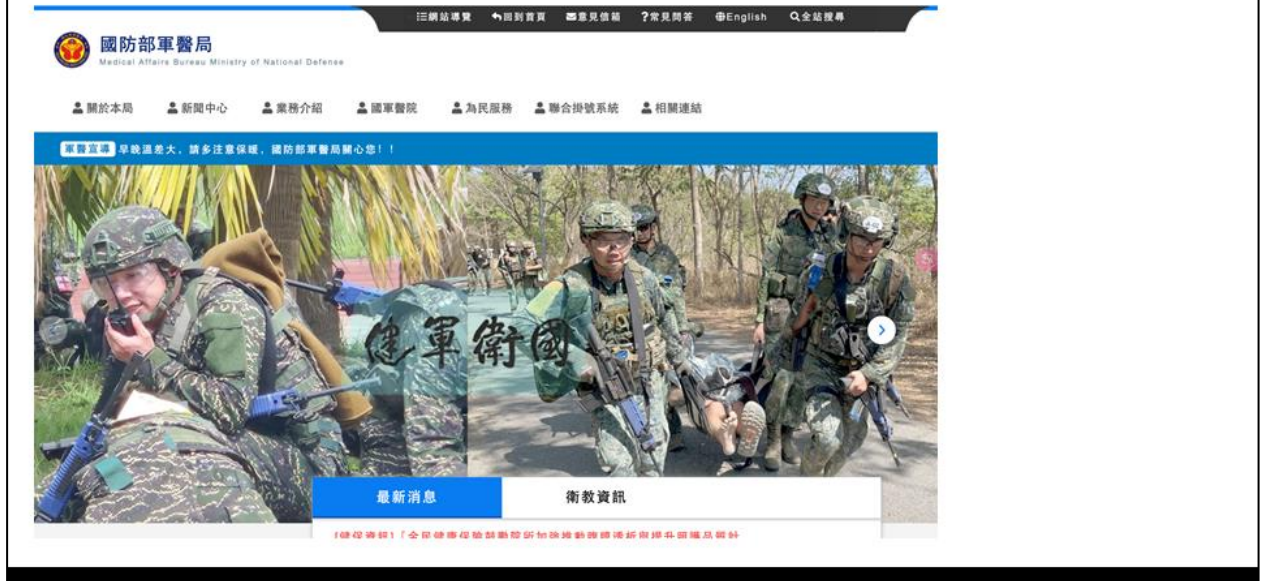 網站導覽 回到首頁 意見信箱 ?常見問答 English 全站搜尋
國防部軍醫局
Medical Affairs Bureau Ministry of National Defense
關於本局 新聞中心 業務介紹 國軍醫院 為民服務 聯合掛號系統 相關連結
軍醫宣導 早晚溫差大，請多注意保暖，國防部軍醫局關心您！！
健軍衛國
最新消息 衛教資訊